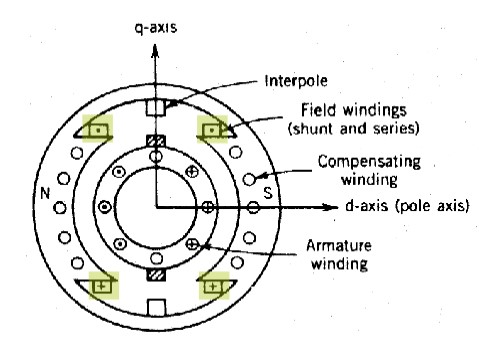 q-axis
Interpole
Field windings
(shunt and series)
Compensating
winding
N
S
d-axis (pole axis)
Armature
winding